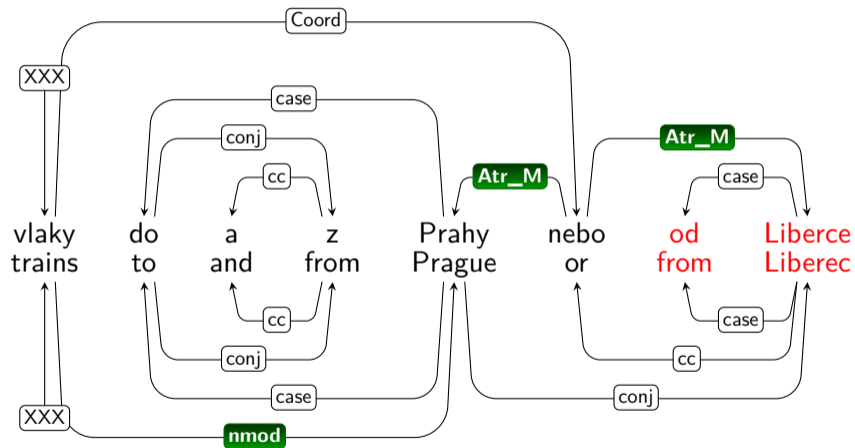 Coord
XXX
case
conj
Atr_M
cc
Atr_M
case
vlaky do a z Prahy nebo od Liberce
trains to and from Prague or from Liberec
cc
case
conj
cc
case
conj
XXX
nmod